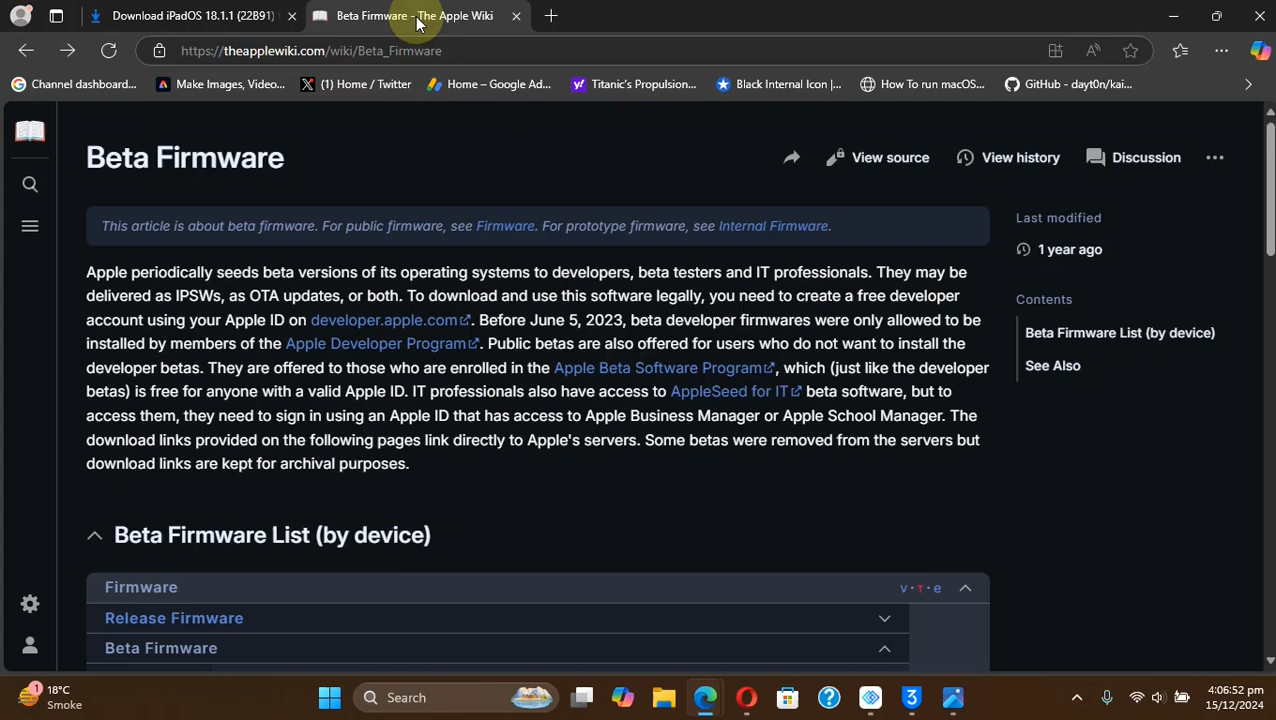 Download iPadOS 18.1.1 (22B91)
Beta Firmware - The Apple Wiki
https://theapplewiki.com/wiki/Beta_Firmware
Channel dashboard...
Make Images, Video...
(1) Home / Twitter
Home – Google Ad...
Titanic's Propulsion...
Black Internal Icon |...
How To run macOS...
GitHub - dayt0n/kai...
Beta Firmware
View source
View history
Discussion
This article is about beta firmware. For public firmware, see Firmware. For prototype firmware, see Internal Firmware.
Last modified
1 year ago
Apple periodically seeds beta versions of its operating systems to developers, beta testers and IT professionals. They may be
delivered as IPSWs, as OTA updates, or both. To download and use this software legally, you need to create a free developer
account using your Apple ID on developer.apple.com. Before June 5, 2023, beta developer firmwares were only allowed to be
installed by members of the Apple Developer Program. Public betas are also offered for users who do not want to install the
developer betas. They are offered to those who are enrolled in the Apple Beta Software Program, which (just like the developer
betas) is free for anyone with a valid Apple ID. IT professionals also have access to AppleSeed for IT beta software, but to
access them, they need to sign in using an Apple ID that has access to Apple Business Manager or Apple School Manager. The
download links provided on the following pages link directly to Apple's servers. Some betas were removed from the servers but
download links are kept for archival purposes.
Contents
Beta Firmware List (by device)
See Also
Beta Firmware List (by device)
Firmware
v · T · e
Release Firmware
Beta Firmware
1
18°C
Smoke
Search
4:06:52 pm
15/12/2024